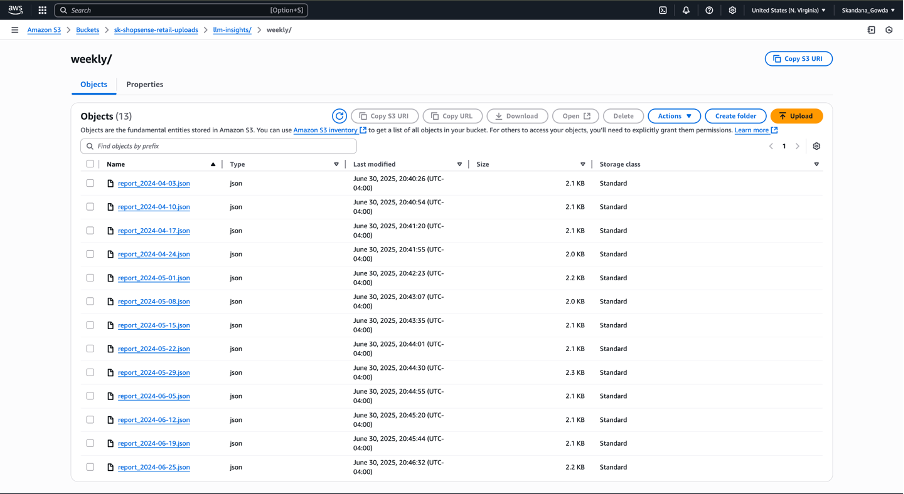 aws
Search [Option+S] United States (N. Virginia) ▼ Skandana_Gowda ▼
Amazon S3 > Buckets > sk-shopsense-retail-uploads > llm-insights/ > weekly/
weekly/ Copy S3 URI
Objects Properties
Objects (13) Copy S3 URI Copy URL Download Open Delete Actions ▼ Create folder Upload
Objects are the fundamental entities stored in Amazon S3. You can use Amazon S3 inventory to get a list of all objects in your bucket. For others to access your objects, you'll need to explicitly grant them permissions. Learn more
Find objects by prefix 1
Name Type Last modified Size Storage class
report_2024-04-03.json json June 30, 2025, 20:40:26 (UTC-04:00) 2.1 KB Standard
report_2024-04-10.json json June 30, 2025, 20:40:54 (UTC-04:00) 2.1 KB Standard
report_2024-04-17.json json June 30, 2025, 20:41:20 (UTC-04:00) 2.1 KB Standard
report_2024-04-24.json json June 30, 2025, 20:41:55 (UTC-04:00) 2.0 KB Standard
report_2024-05-01.json json June 30, 2025, 20:42:23 (UTC-04:00) 2.2 KB Standard
report_2024-05-08.json json June 30, 2025, 20:43:07 (UTC-04:00) 2.0 KB Standard
report_2024-05-15.json json June 30, 2025, 20:43:35 (UTC-04:00) 2.1 KB Standard
report_2024-05-22.json json June 30, 2025, 20:44:01 (UTC-04:00) 2.1 KB Standard
report_2024-05-29.json json June 30, 2025, 20:44:30 (UTC-04:00) 2.3 KB Standard
report_2024-06-05.json json June 30, 2025, 20:44:55 (UTC-04:00) 2.1 KB Standard
report_2024-06-12.json json June 30, 2025, 20:45:20 (UTC-04:00) 2.1 KB Standard
report_2024-06-19.json json June 30, 2025, 20:45:44 (UTC-04:00) 2.1 KB Standard
report_2024-06-25.json json June 30, 2025, 20:46:32 (UTC-04:00) 2.2 KB Standard